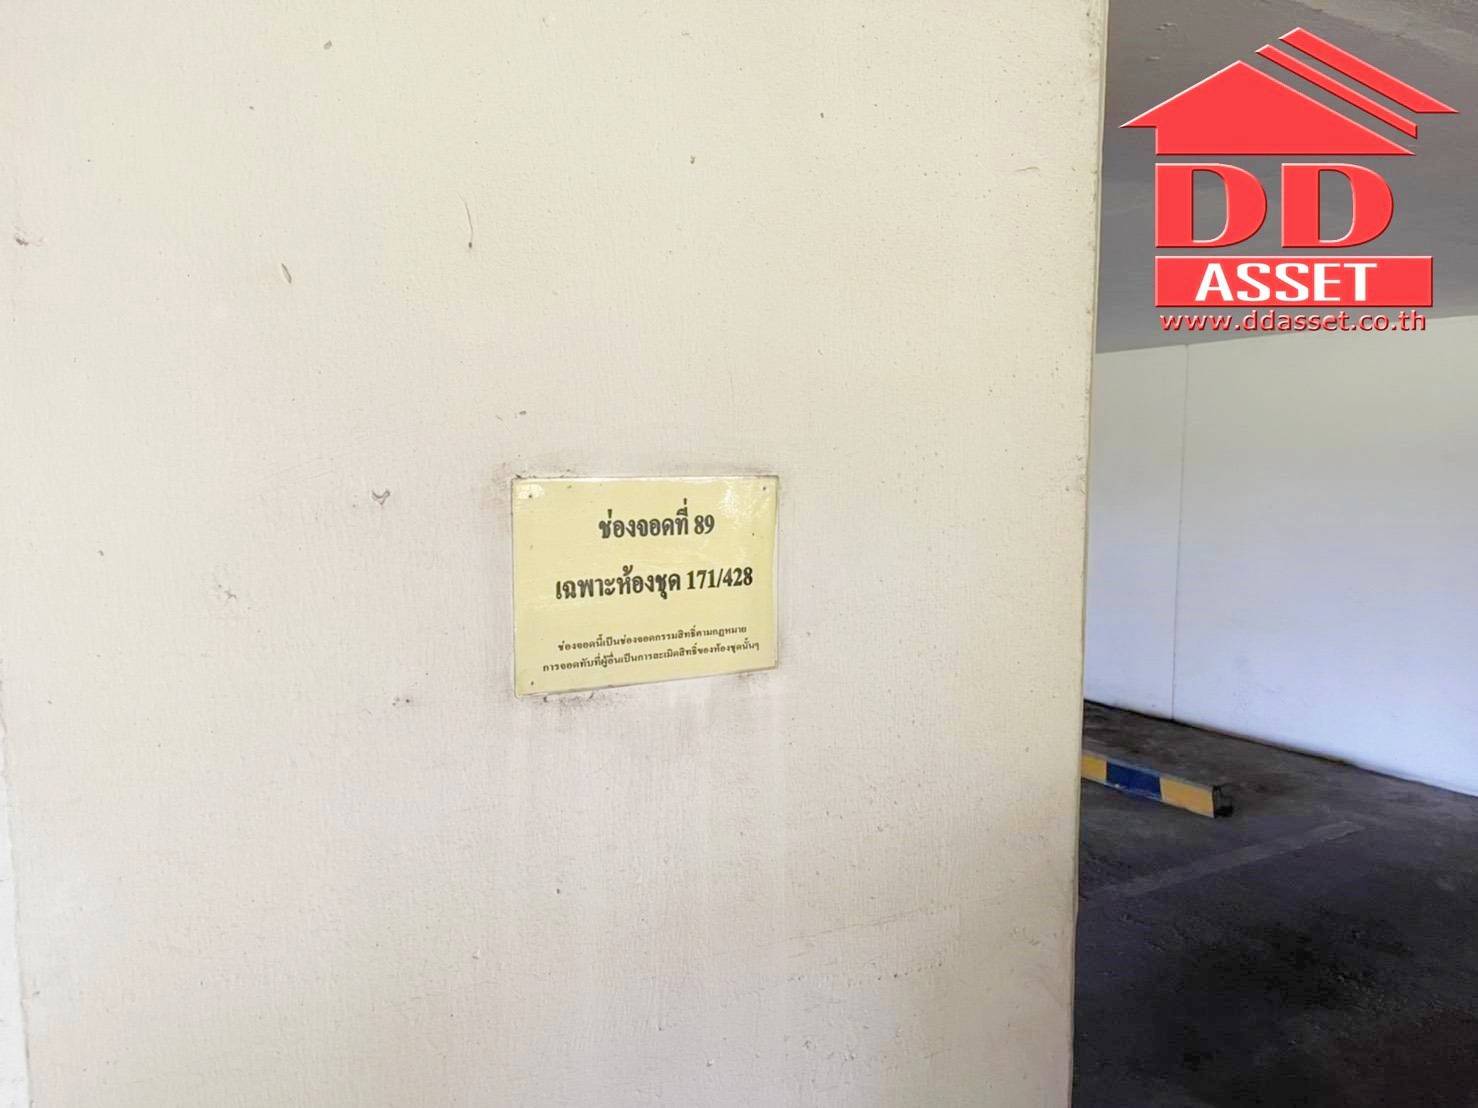 DD
ASSET
www.ddasset.co.th
ช่องจอดที่ 89
เฉพาะห้องชุด 171/428
ช่องจอดนี้เป็นช่องจอดกรรมสิทธิ์ตามกฎหมาย
การจอดทับที่ผู้อื่นเป็นการละเมิดสิทธิ์ของห้องชุดนั้นๆ